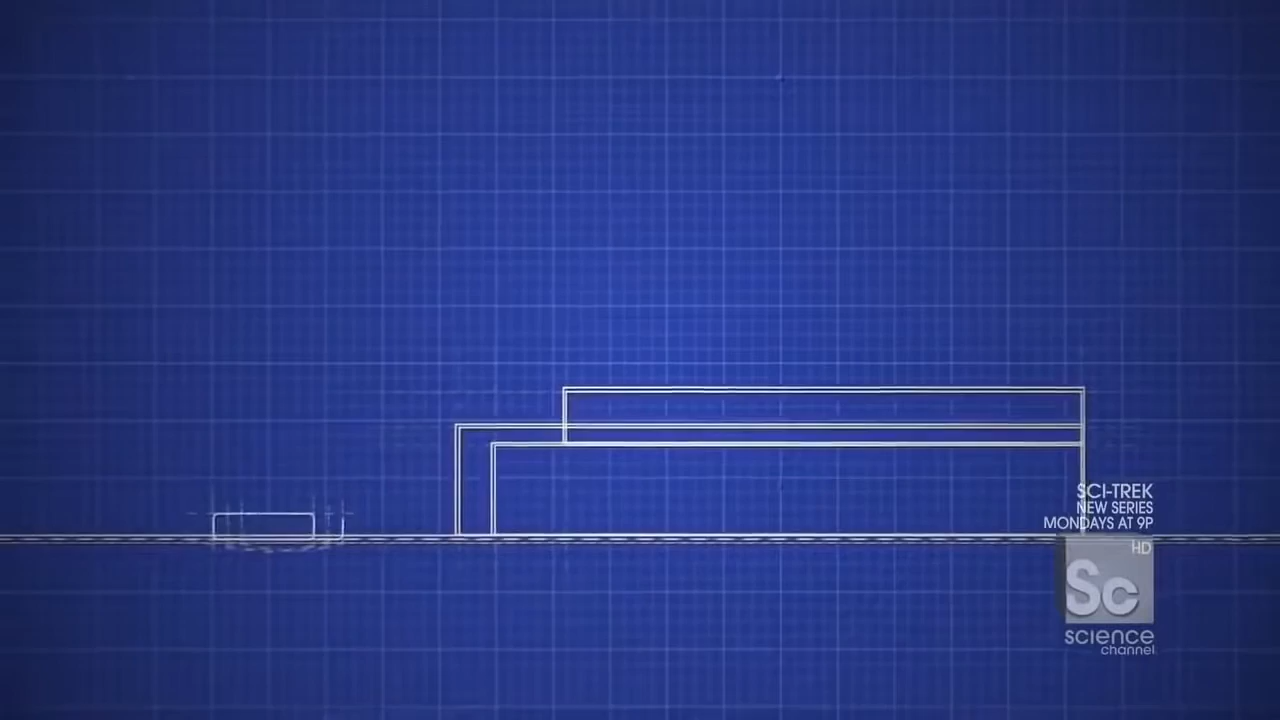 SCI-TREK
NEW SERIES
MONDAYS AT 9P
HD
Sc
science
channel